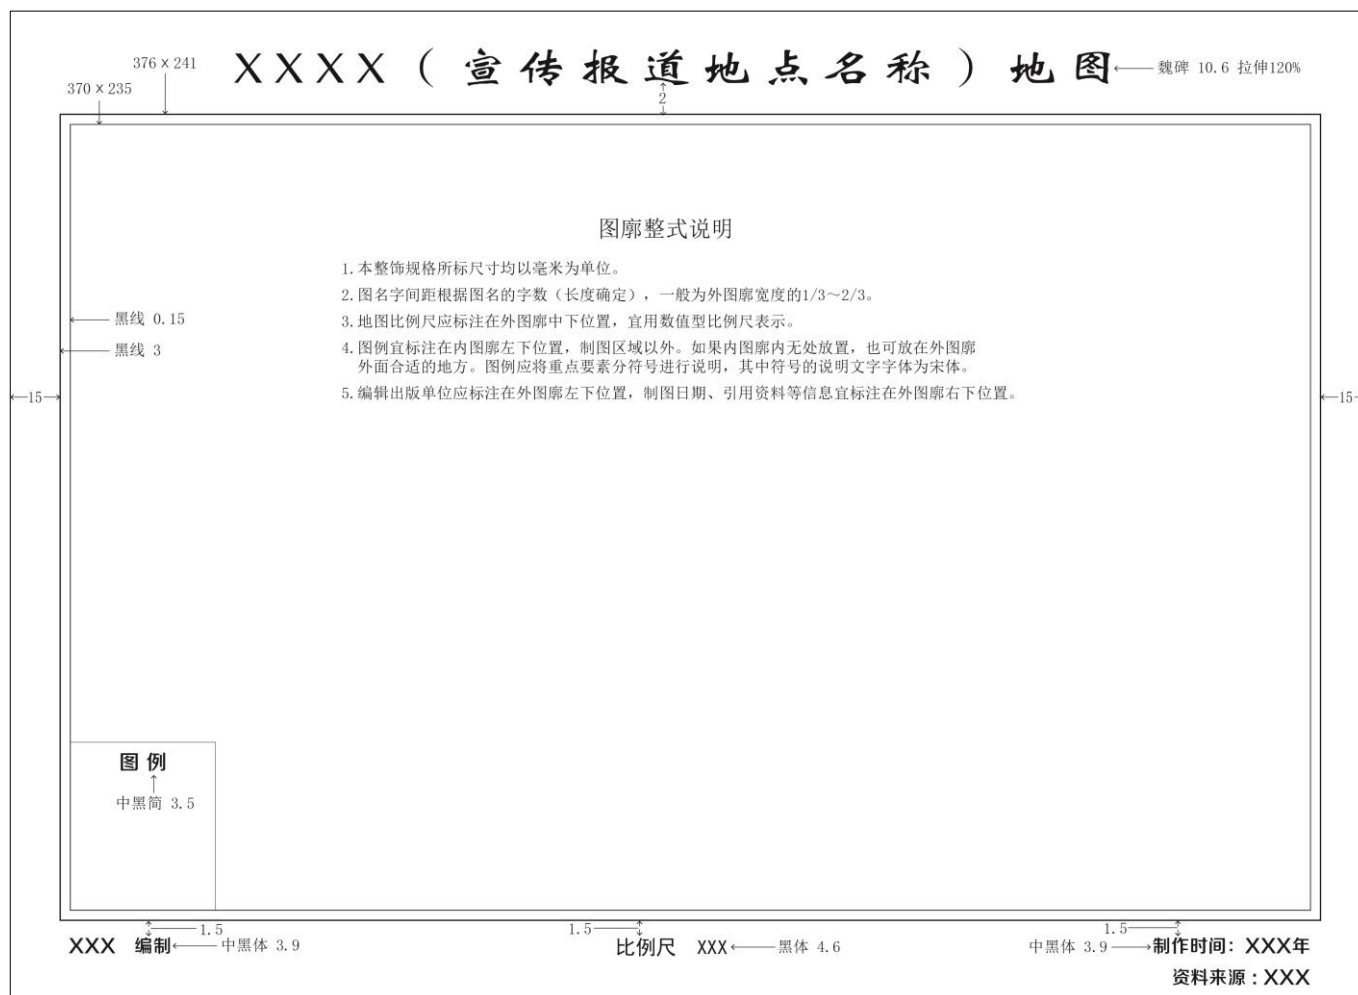 XXXX（宣传报道地点名称）地图
魏碑 10.6 拉伸120%
376 x 241
370 x 235
2
图廓整式说明
1. 本整饰规格所标尺寸均以毫米为单位。
2. 图名字间距根据图名的字数（长度确定），一般为外图廓宽度的1/3～2/3。
3. 地图比例尺应标注在外图廓中下位置，宜用数值型比例尺表示。
4. 图例宜标注在内图廓左下位置，制图区域以外。如果内图廓内无处放置，也可放在外图廓
外面合适的地方。图例应将重点要素分符号进行说明，其中符号的说明文字字体为宋体。
5. 编辑出版单位应标注在外图廓左下位置，制图日期、引用资料等信息宜标注在外图廓右下位置。
黑线 0.15
黑线 3
15
15
图 例
中黑简 3.5
1.5
1.5
1.5
XXX 编制
中黑体 3.9
比例尺 XXX
黑体 4.6
中黑体 3.9
制作时间：XXX年
资料来源：XXX